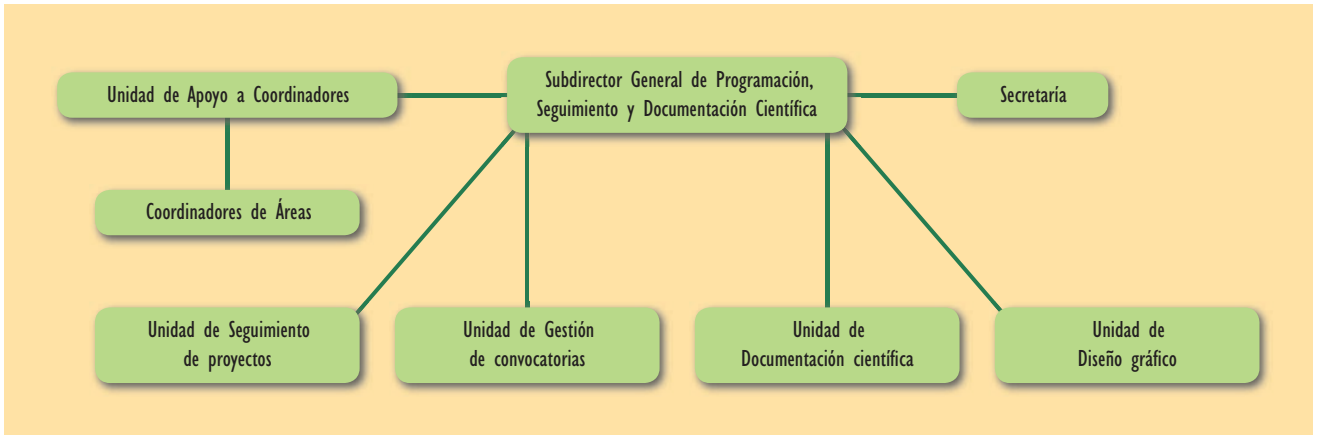 Unidad de Apoyo a Coordinadores
Subdirector General de Programación,
Seguimiento y Documentación Científica
Secretaría
Coordinadores de Áreas
Unidad de Seguimiento
de proyectos
Unidad de Gestión
de convocatorias
Unidad de
Documentación científica
Unidad de
Diseño gráfico